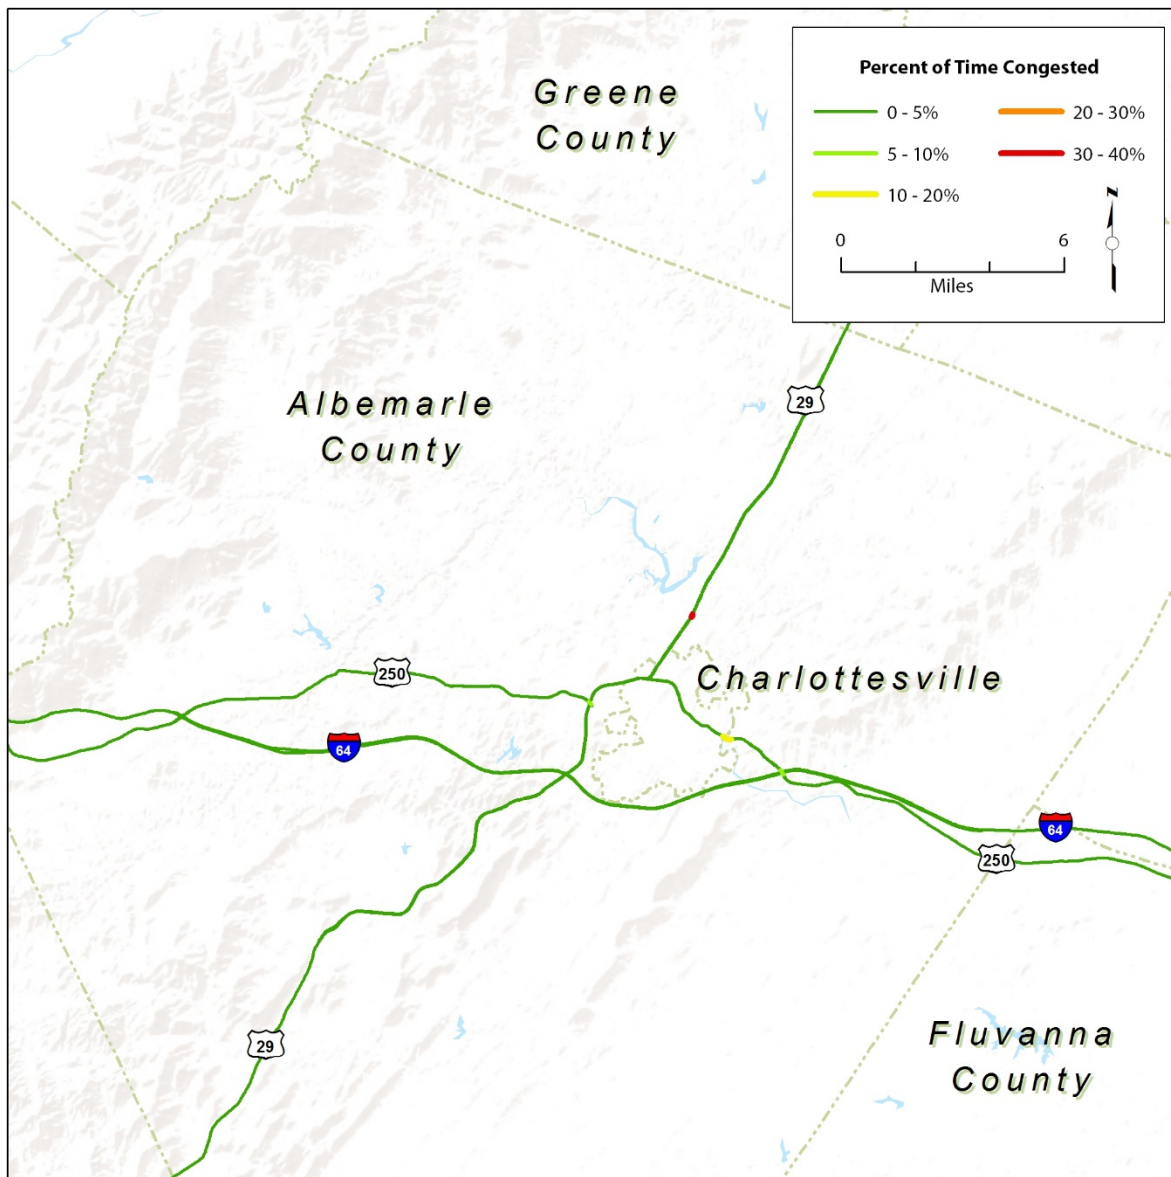 Percent of Time Congested
0 - 5%
20 - 30%
5 - 10%
30 - 40%
10 - 20%
N
0
6
Miles
Greene
County
29
Albemarle
County
250
Charlottesville
64
64
250
29
Fluvanna
County